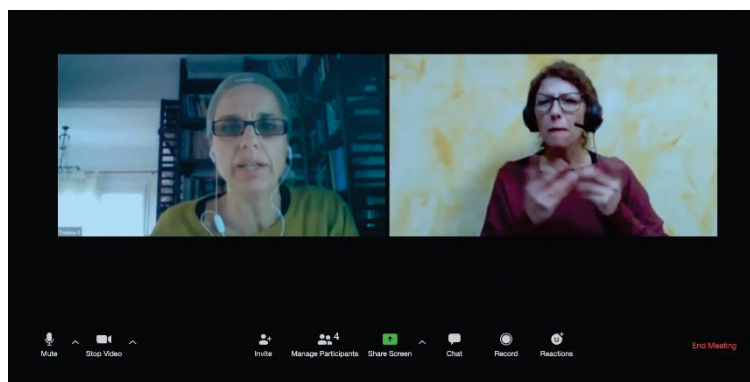 4
Mute
Stop Video
Invite
Manage Participants
Share Screen
Chat
Record
Reactions
End Meeting